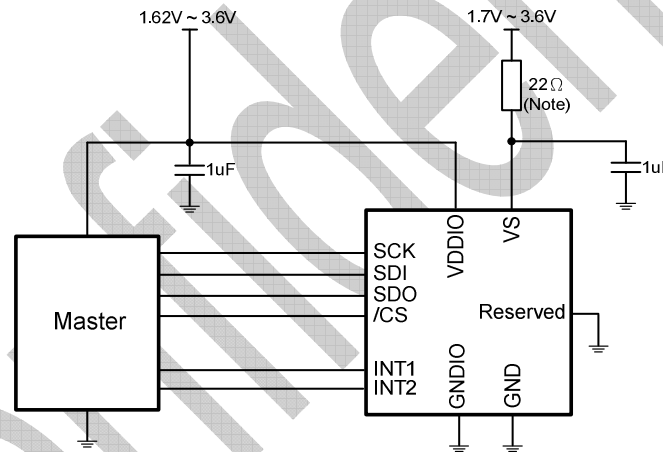 1.62V ~ 3.6V
1.7V ~ 3.6V
22Ω
(Note)
1uF
1u
VDDIO
VS
SCK
SDI
SDO
/CS
Master
Reserved
INT1
INT2
GNDIO
GND